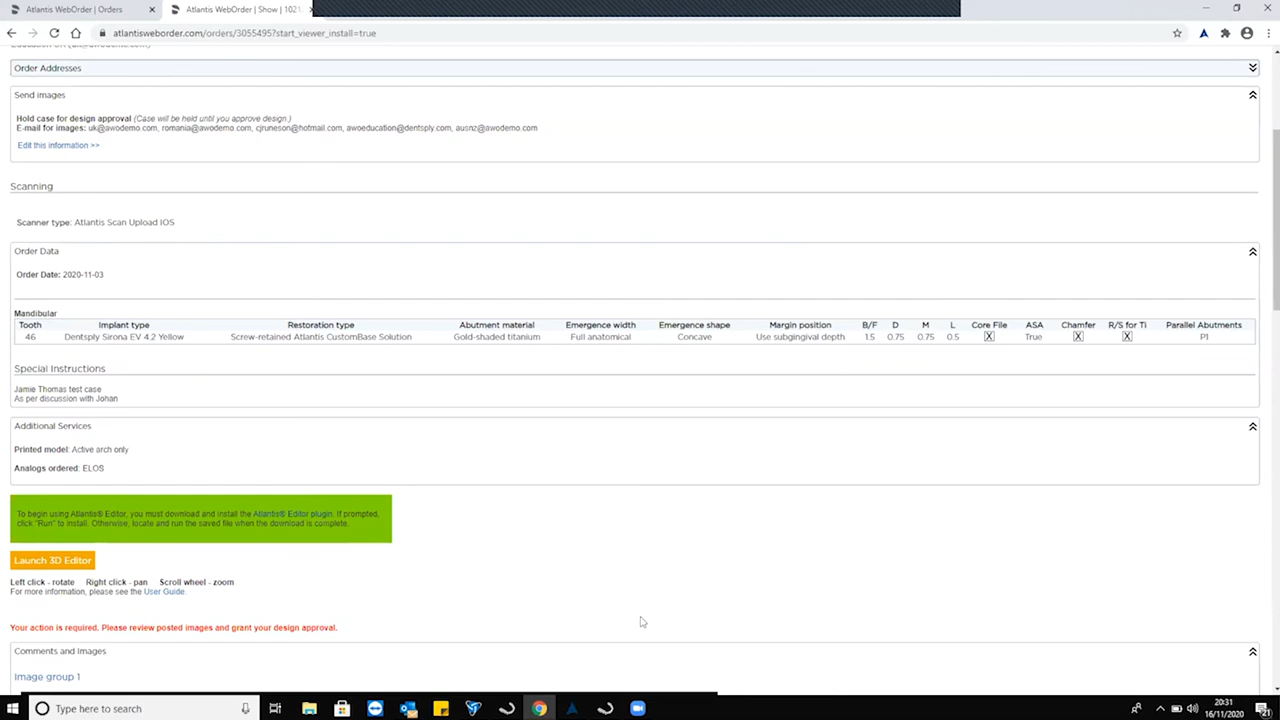 Atlantis WebOrder | Orders
Atlantis WebOrder | Show | 1021
atlantisweborder.com/orders/3055495?start_viewer_install=true
Order Addresses
Send images
Hold case for design approval (Case will be held until you approve design.)
E-mail for images: uk@awodemo.com, romania@awodemo.com, cjruneson@hotmail.com, awoeducation@dentsply.com, ausnz@awodemo.com
Edit this information >>
Scanning
Scanner type: Atlantis Scan Upload IOS
Order Data
Order Date: 2020-11-03
Mandibular
Tooth Implant type Restoration type Abutment material Emergence width Emergence shape Margin position B/F D M L Core File ASA Chamfer R/S for Ti Parallel Abutments
46 Dentsply Sirona EV 4.2 Yellow Screw-retained Atlantis CustomBase Solution Gold-shaded titanium Full anatomical Concave Use subgingival depth 1.5 0.75 0.75 0.5 X True X X P1
Special Instructions
Jamie Thomas test case
As per discussion with Johan
Additional Services
Printed model: Active arch only
Analogs ordered: ELOS
To begin using Atlantis® Editor, you must download and install the Atlantis® Editor plugin. If prompted,
click "Run" to install. Otherwise, locate and run the saved file when the download is complete.
Launch 3D Editor
Left click - rotate Right click - pan Scroll wheel - zoom
For more information, please see the User Guide.
Your action is required. Please review posted images and grant your design approval.
Comments and Images
Image group 1
Type here to search
20:31
16/11/2020
21